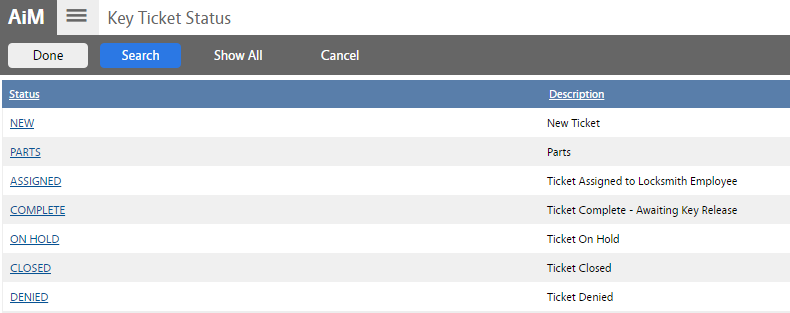 AiM Key Ticket Status
Done Search Show All Cancel
Status Description
NEW New Ticket
PARTS Parts
ASSIGNED Ticket Assigned to Locksmith Employee
COMPLETE Ticket Complete - Awaiting Key Release
ON HOLD Ticket On Hold
CLOSED Ticket Closed
DENIED Ticket Denied